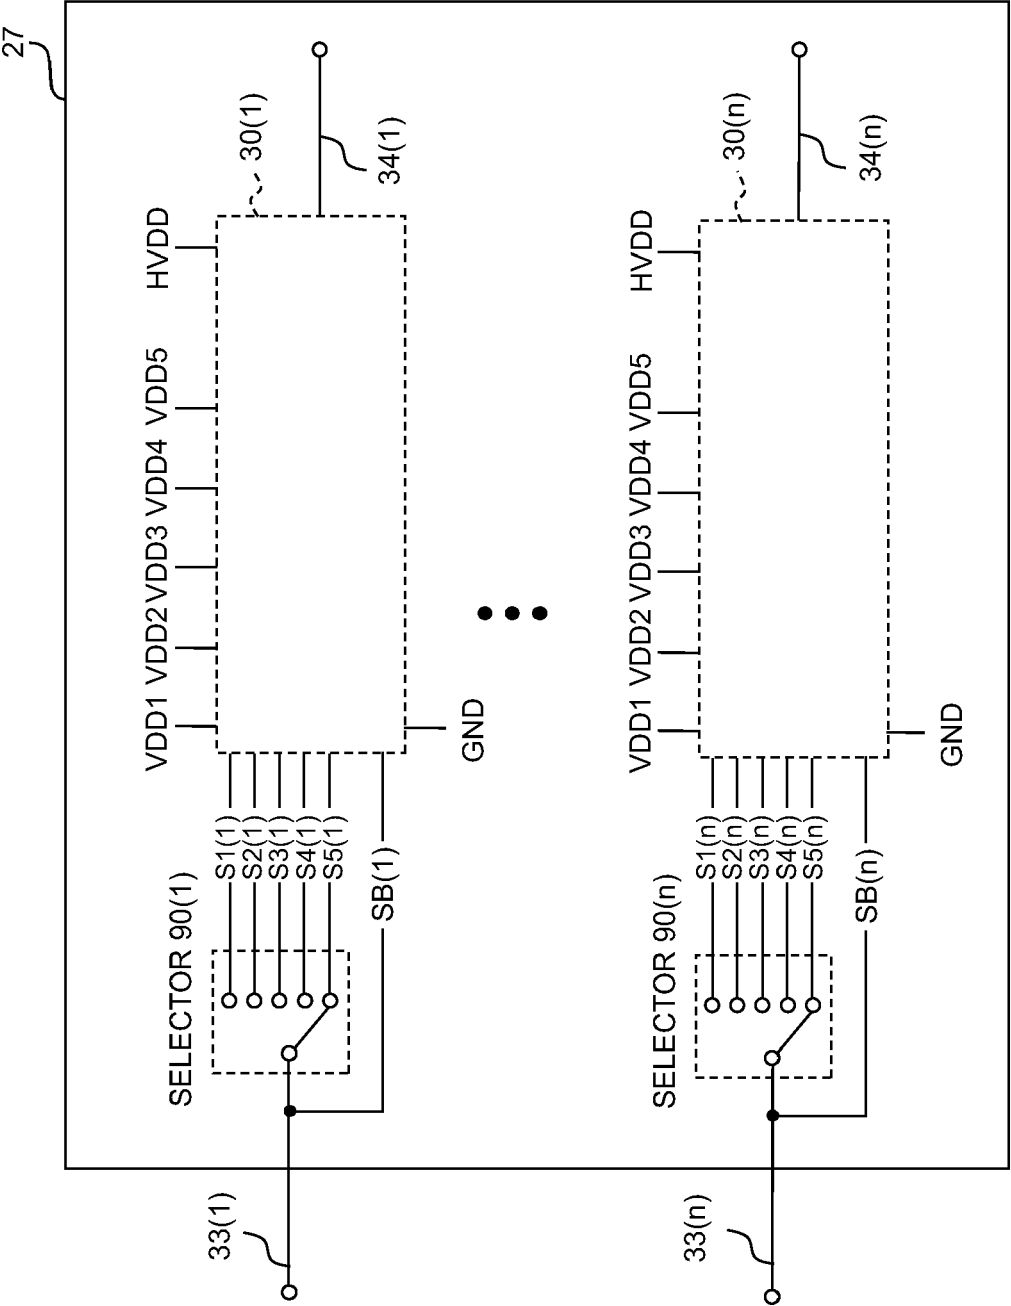 27
33(1)
SELECTOR 90(1)
S1(1)
S2(1)
S3(1)
S4(1)
S5(1)
SB(1)
VDD1 VDD2 VDD3 VDD4 VDD5 HVDD
GND
30(1)
34(1)
33(n)
SELECTOR 90(n)
S1(n)
S2(n)
S3(n)
S4(n)
S5(n)
SB(n)
VDD1 VDD2 VDD3 VDD4 VDD5 HVDD
GND
30(n)
34(n)